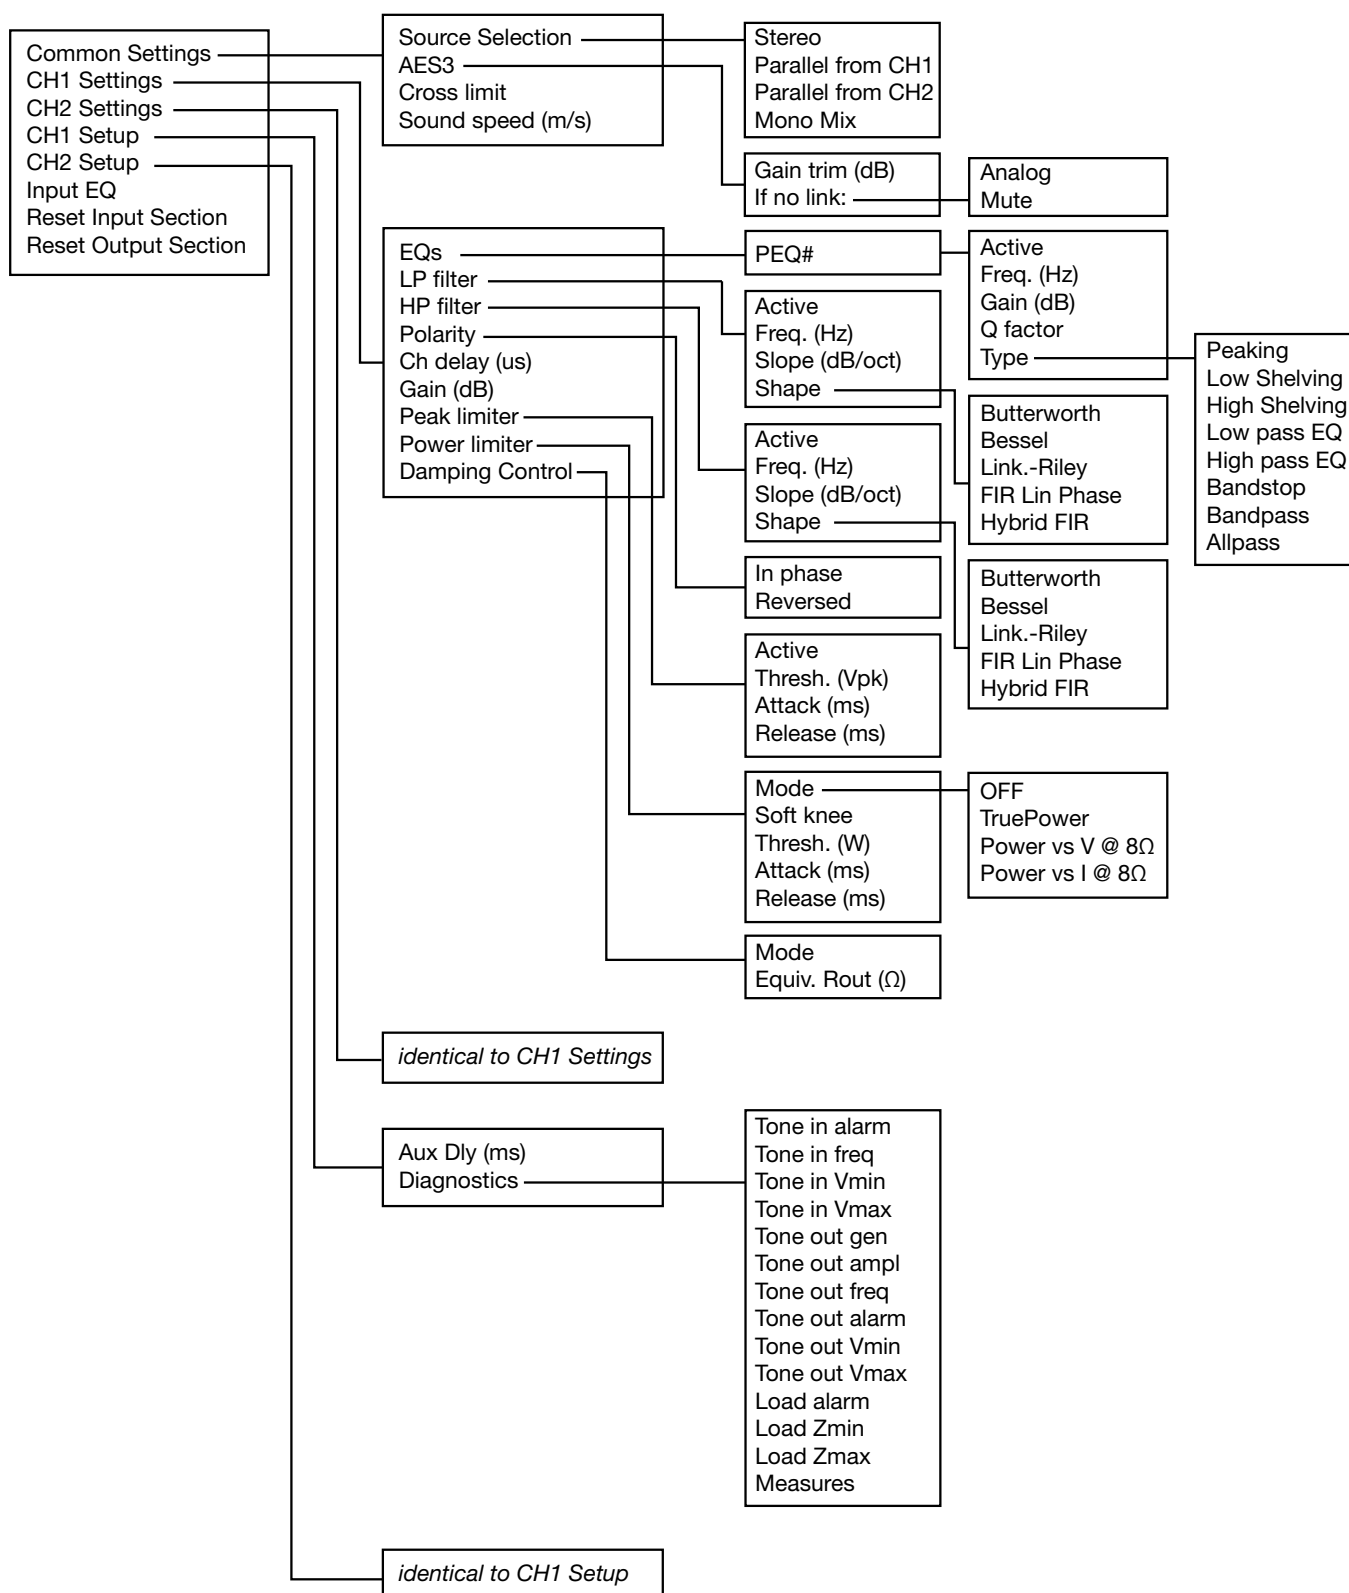 Common Settings
CH1 Settings
CH2 Settings
CH1 Setup
CH2 Setup
Input EQ
Reset Input Section
Reset Output Section
Source Selection
AES3
Cross limit
Sound speed (m/s)
Stereo
Parallel from CH1
Parallel from CH2
Mono Mix
Gain trim (dB)
If no link:
Analog
Mute
EQs
LP filter
HP filter
Polarity
Ch delay (us)
Gain (dB)
Peak limiter
Power limiter
Damping Control
PEQ#
Active
Freq. (Hz)
Gain (dB)
Q factor
Type
Peaking
Low Shelving
High Shelving
Low pass EQ
High pass EQ
Bandstop
Bandpass
Allpass
Active
Freq. (Hz)
Slope (dB/oct)
Shape
Butterworth
Bessel
Link.-Riley
FIR Lin Phase
Hybrid FIR
Active
Freq. (Hz)
Slope (dB/oct)
Shape
Butterworth
Bessel
Link.-Riley
FIR Lin Phase
Hybrid FIR
In phase
Reversed
Active
Thresh. (Vpk)
Attack (ms)
Release (ms)
Mode
Soft knee
Thresh. (W)
Attack (ms)
Release (ms)
OFF
TruePower
Power vs V @ 8Ω
Power vs I @ 8Ω
Mode
Equiv. Rout (Ω)
identical to CH1 Settings
Aux Dly (ms)
Diagnostics
Tone in alarm
Tone in freq
Tone in Vmin
Tone in Vmax
Tone out gen
Tone out ampl
Tone out freq
Tone out alarm
Tone out Vmin
Tone out Vmax
Load alarm
Load Zmin
Load Zmax
Measures
identical to CH1 Setup